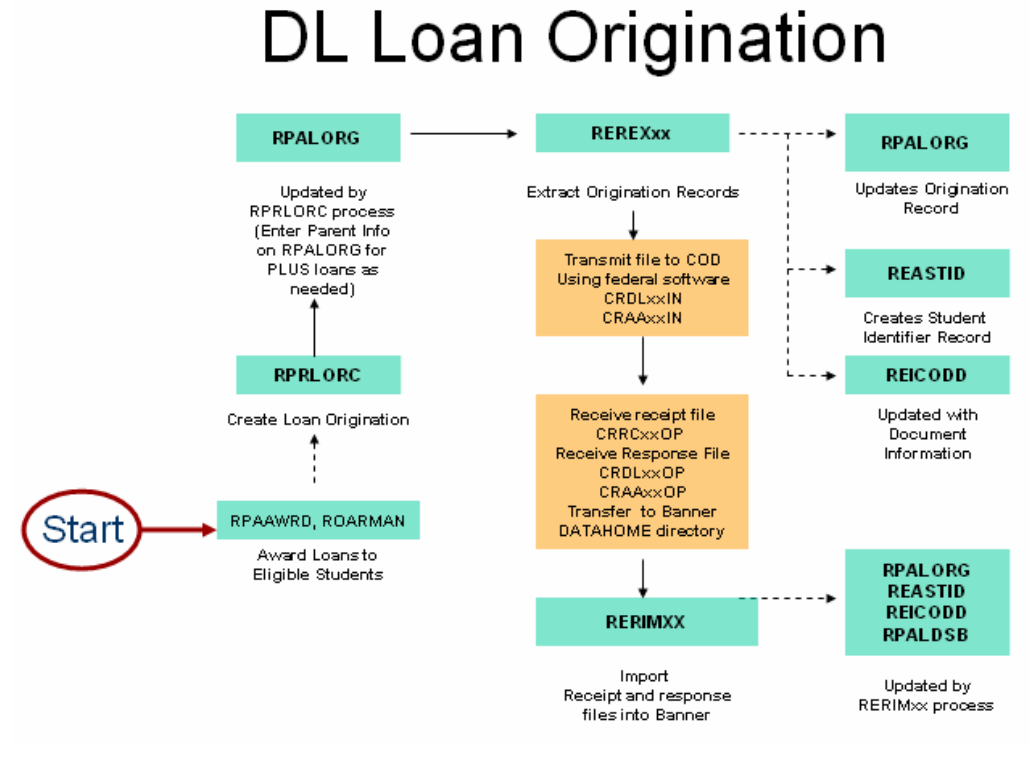 DL Loan Origination
RPALORG
Updated by
RPRLORC process
(Enter Parent Info
on RPALORG for
PLUS loans as
needed)
RPRLORC
Create Loan Origination
Start
RPAAWRD, ROARMAN
Award Loans to
Eligible Students
REREXxx
Extract Origination Records
Transmit file to COD
Using federal software
CRDLxxIN
CRAAxxIN
Receive receipt file
CRRCxxOP
Receive Response File
CRDLxxOP
CRAAxxOP
Transfer to Banner
DATAHOME directory
RERIMXX
Import
Receipt and response
files into Banner
RPALORG
Updates Origination
Record
REASTID
Creates Student
Identifier Record
REICODD
Updated with
Document
Information
RPALORG
REASTID
REICODD
RPALDSB
Updated by
RERIMxx process